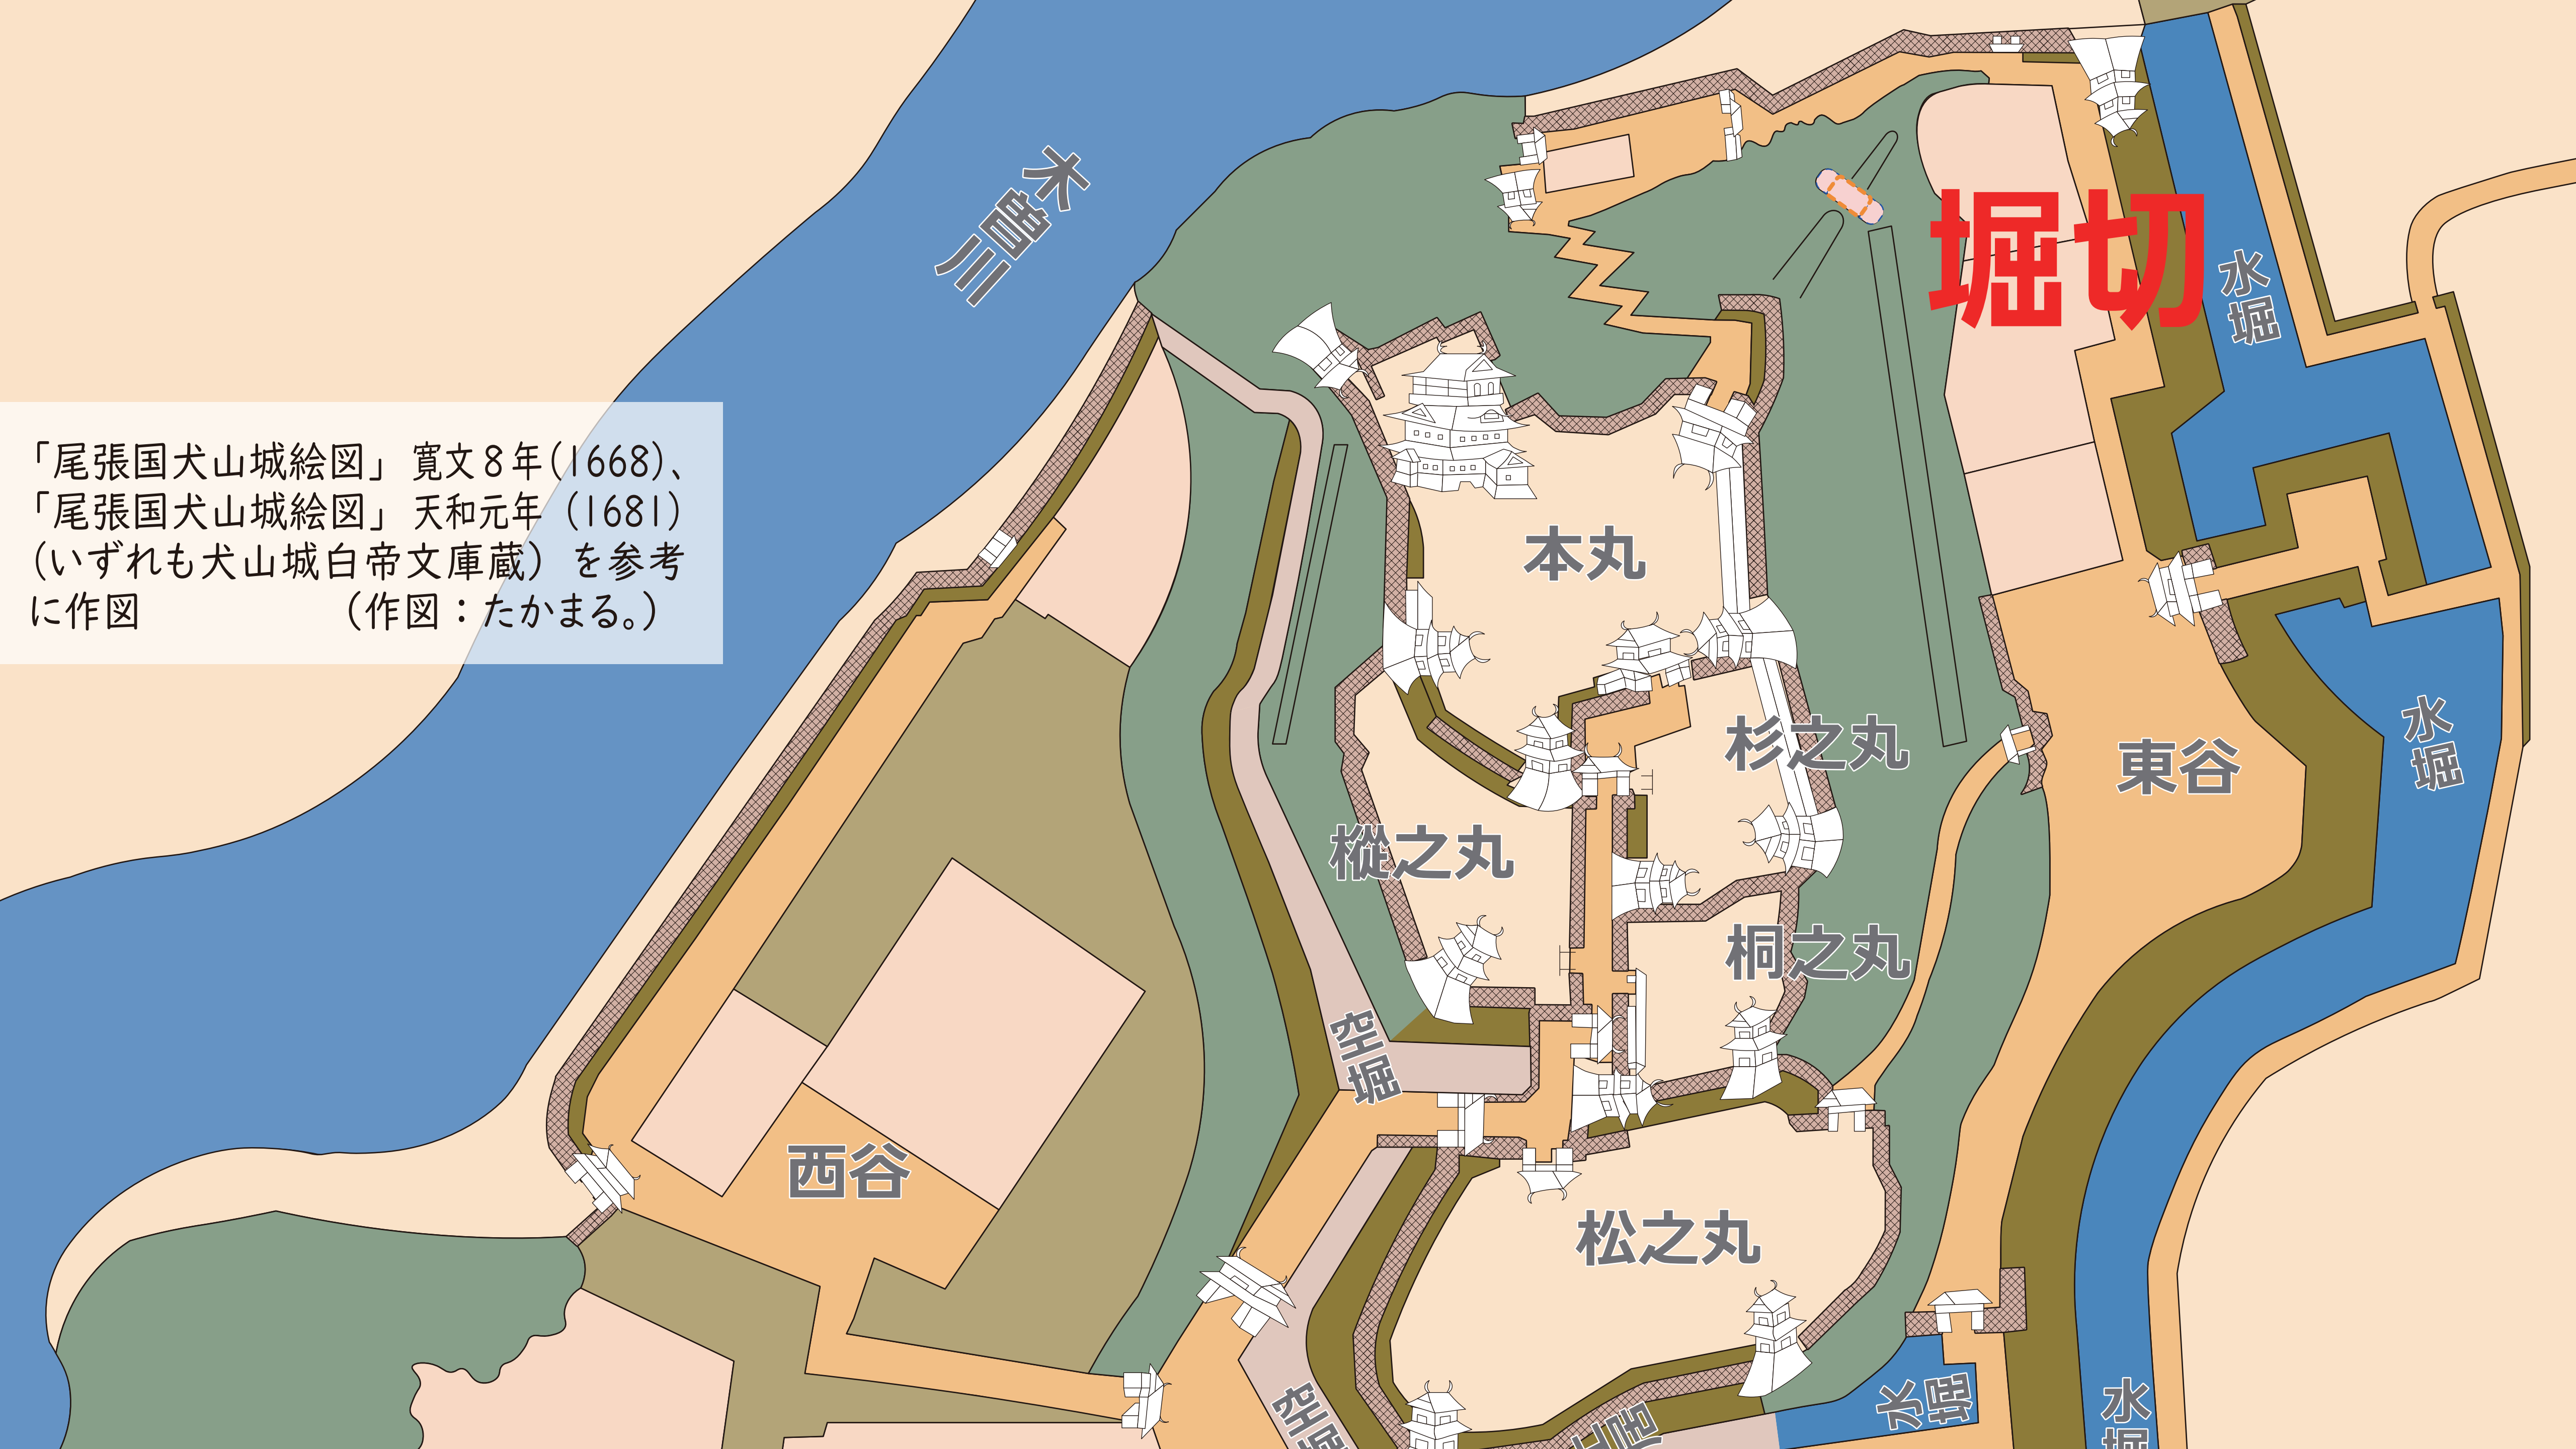 木曽川
堀切
水堀
「尾張国犬山城絵図」寛文8年(1668)、
「尾張国犬山城絵図」天和元年(1681)
(いずれも犬山城白帝文庫蔵)を参考
に作図　　　　　(作図:たかまる。)
本丸
杉之丸
東谷
水堀
樅之丸
桐之丸
空堀
西谷
松之丸
水堀
水堀
空堀